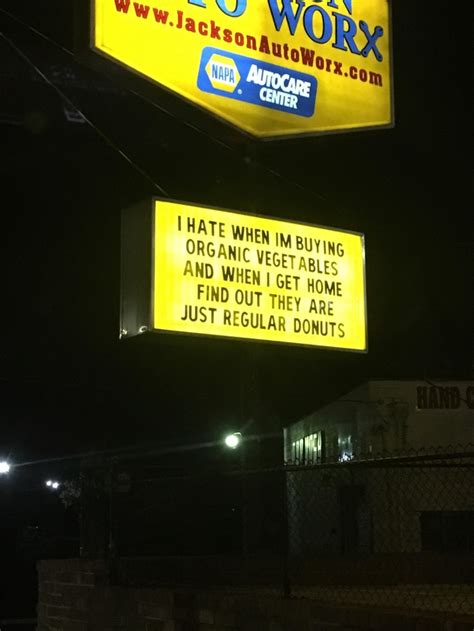 WORX
www.JacksonAutoWorx.com
NAPA AUTOCARE
CENTER
I HATE WHEN IM BUYING
ORGANIC VEGETABLES
AND WHEN I GET HOME
FIND OUT THEY ARE
JUST REGULAR DONUTS
HAND